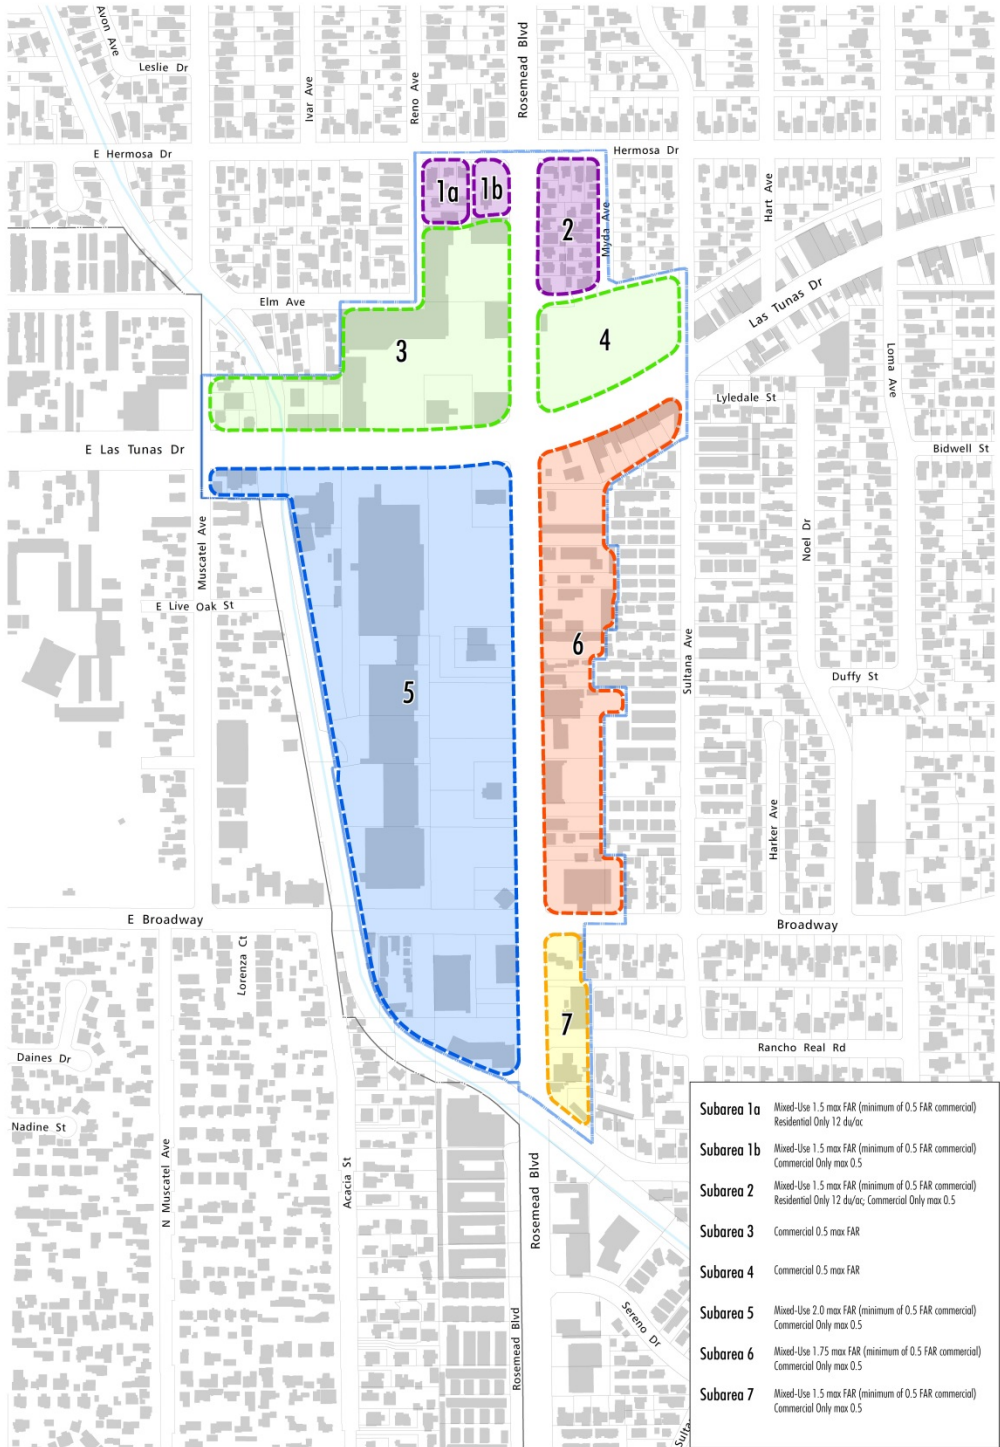 Avon Ave
Leslie Dr
Ivar Ave
Reno Ave
Rosemead Blvd
E Hermosa Dr
Hermosa Dr
1a
1b
2
Myda Ave
Hart Ave
Elm Ave
3
4
Las Tunas Dr
Loma Ave
Lyledale St
E Las Tunas Dr
Bidwell St
Muscatel Ave
Noel Dr
E Live Oak St
6
Sultana Ave
5
Duffy St
Harker Ave
E Broadway
Broadway
Lorenza Ct
7
Rancho Real Rd
Daines Dr
Nadine St
N Muscatel Ave
Acacia St
Rosemead Blvd
Rosemead Blvd
Sereno Dr
Sulta
Subarea 1a Mixed-Use 1.5 max FAR (minimum of 0.5 FAR commercial)
Residential Only 12 du/ac
Subarea 1b Mixed-Use 1.5 max FAR (minimum of 0.5 FAR commercial)
Commercial Only max 0.5
Subarea 2 Mixed-Use 1.5 max FAR (minimum of 0.5 FAR commercial)
Residential Only 12 du/ac; Commercial Only max 0.5
Subarea 3 Commercial 0.5 max FAR
Subarea 4 Commercial 0.5 max FAR
Subarea 5 Mixed-Use 2.0 max FAR (minimum of 0.5 FAR commercial)
Commercial Only max 0.5
Subarea 6 Mixed-Use 1.75 max FAR (minimum of 0.5 FAR commercial)
Commercial Only max 0.5
Subarea 7 Mixed-Use 1.5 max FAR (minimum of 0.5 FAR commercial)
Commercial Only max 0.5